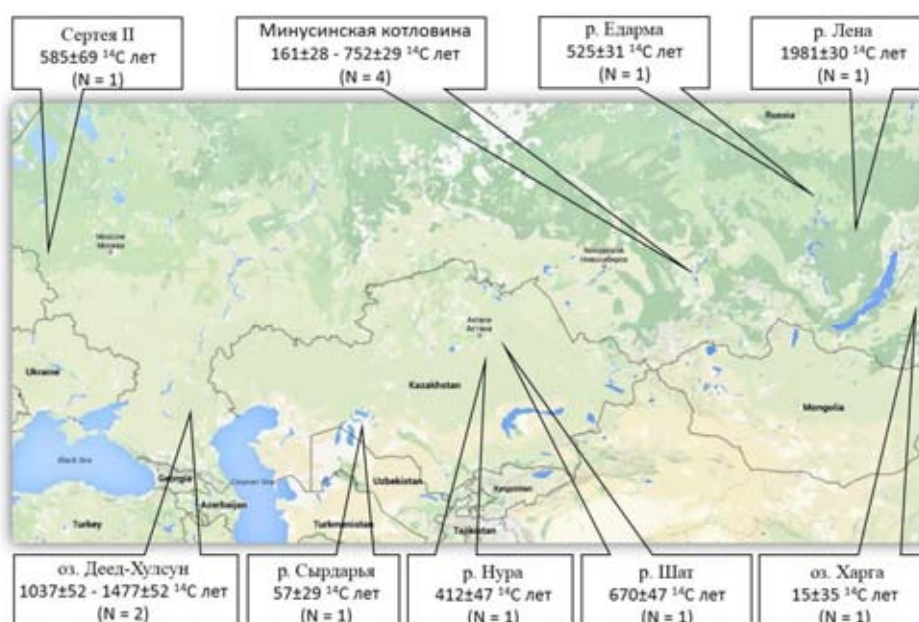 Сертея II
585±69 ¹⁴C лет
(N = 1)
Минусинская котловина
161±28 - 752±29 ¹⁴C лет
(N = 4)
р. Едарма
525±31 ¹⁴C лет
(N = 1)
р. Лена
1981±30 ¹⁴C лет
(N = 1)
Russia
Moscow
Москва
Новосибирск
Астана
Ukraine
Kazakhstan
Mongolia
Black Sea
Georgia
Caspian Sea
Uzbekistan
Kyrgyzstan
Azerbaijan
Turkey
Turkmenistan
Tajikistan
оз. Деед-Хулсун
1037±52 - 1477±52 ¹⁴C лет
(N = 2)
р. Сырдарья
57±29 ¹⁴C лет
(N = 1)
р. Нура
412±47 ¹⁴C лет
(N = 1)
р. Шат
670±47 ¹⁴C лет
(N = 1)
оз. Харга
15±35 ¹⁴C лет
(N = 1)